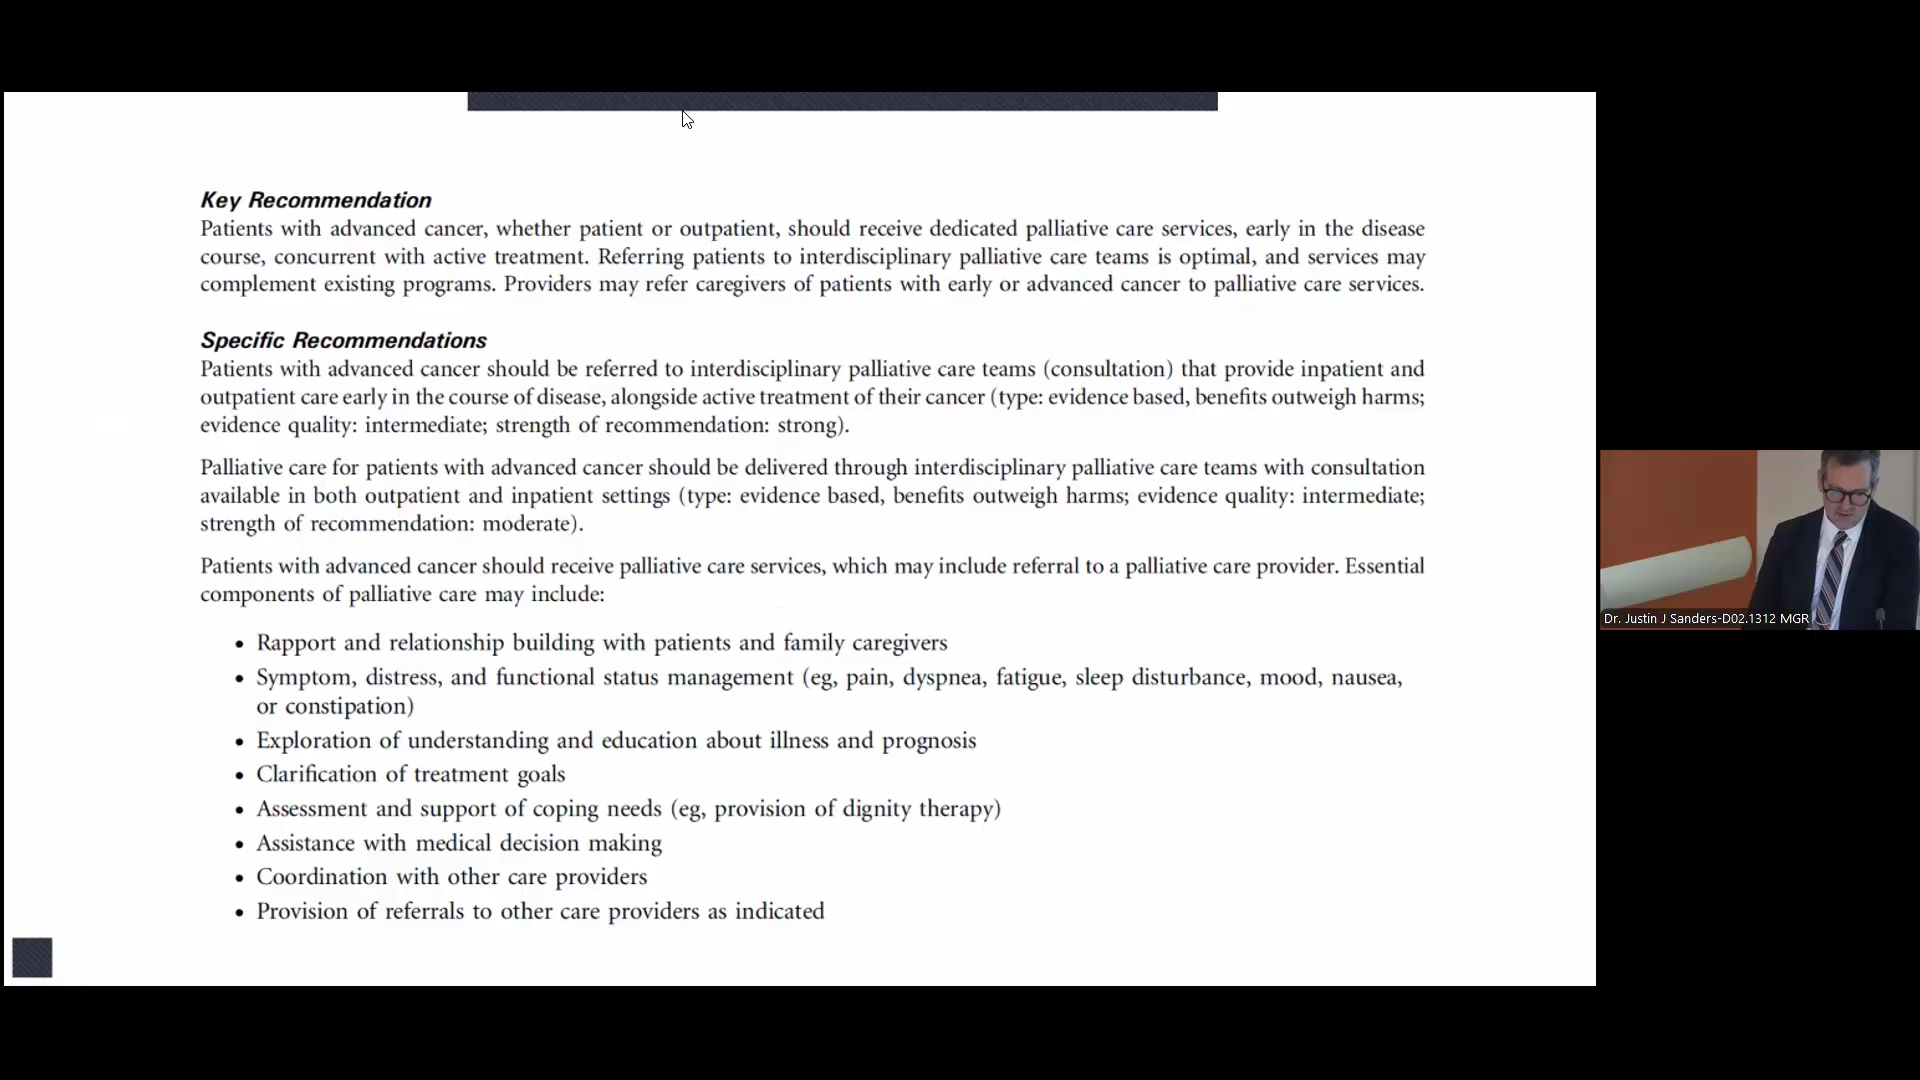 Key Recommendation
Patients with advanced cancer, whether patient or outpatient, should receive dedicated palliative care services, early in the disease
course, concurrent with active treatment. Referring patients to interdisciplinary palliative care teams is optimal, and services may
complement existing programs. Providers may refer caregivers of patients with early or advanced cancer to palliative care services.
Specific Recommendations
Patients with advanced cancer should be referred to interdisciplinary palliative care teams (consultation) that provide inpatient and
outpatient care early in the course of disease, alongside active treatment of their cancer (type: evidence based, benefits outweigh harms;
evidence quality: intermediate; strength of recommendation: strong).
Palliative care for patients with advanced cancer should be delivered through interdisciplinary palliative care teams with consultation
available in both outpatient and inpatient settings (type: evidence based, benefits outweigh harms; evidence quality: intermediate;
strength of recommendation: moderate).
Patients with advanced cancer should receive palliative care services, which may include referral to a palliative care provider. Essential
components of palliative care may include:
• Rapport and relationship building with patients and family caregivers
• Symptom, distress, and functional status management (eg, pain, dyspnea, fatigue, sleep disturbance, mood, nausea,
or constipation)
• Exploration of understanding and education about illness and prognosis
• Clarification of treatment goals
• Assessment and support of coping needs (eg, provision of dignity therapy)
• Assistance with medical decision making
• Coordination with other care providers
• Provision of referrals to other care providers as indicated
Dr. Justin J Sanders-D02.1312 MGR